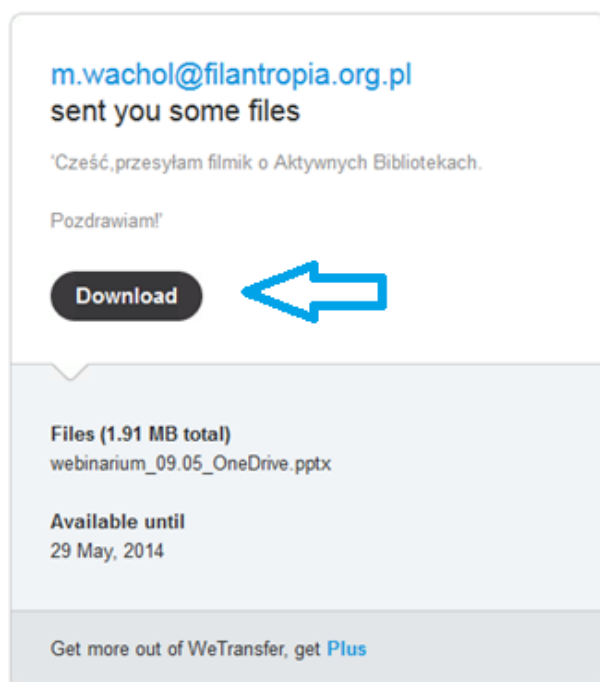 m.wachol@filantropia.org.pl
sent you some files
'Cześć,przesyłam filmik o Aktywnych Bibliotekach.
Pozdrawiam!'
Download
Files (1.91 MB total)
webinarium_09.05_OneDrive.pptx
Available until
29 May, 2014
Get more out of WeTransfer, get Plus